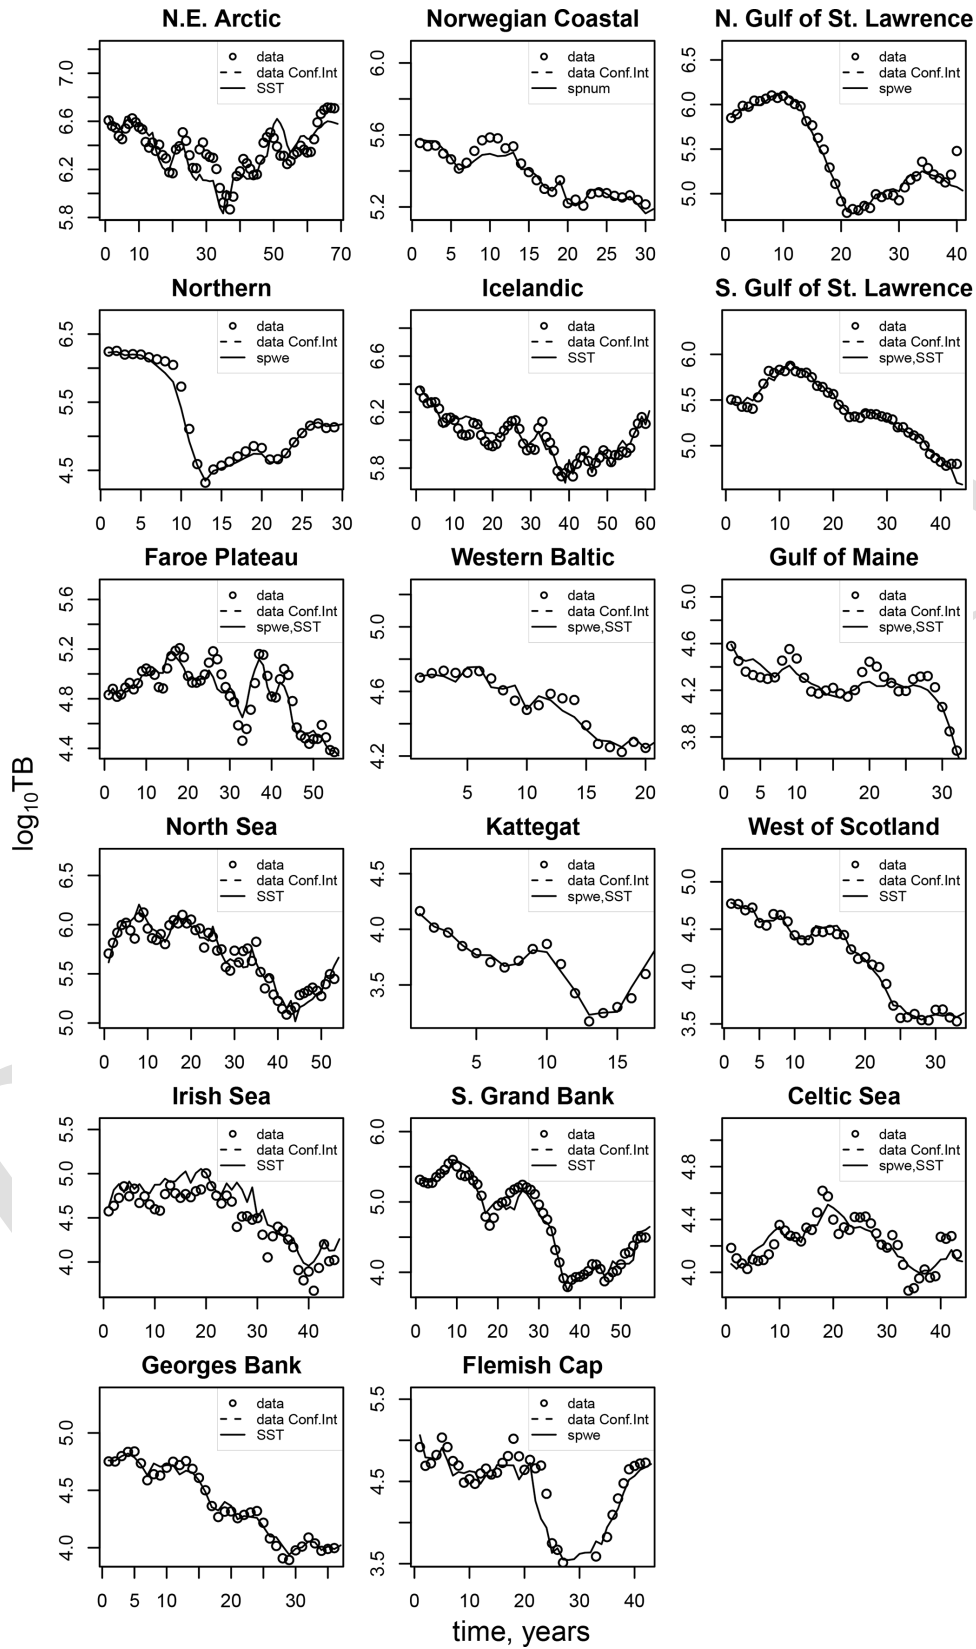 N.E. Arctic
data
data Conf.Int
SST
5.8 6.2 6.6 7.0
0 10 30 50 70
Norwegian Coastal
data
data Conf.Int
spnum
5.2 5.6 6.0
0 5 10 15 20 25 30
N. Gulf of St. Lawrence
data
data Conf.Int
spwe
5.0 5.5 6.0 6.5
0 10 20 30 40
Northern
data
data Conf.Int
spwe
4.5 5.5 6.5
0 5 10 15 20 25 30
Icelandic
data
data Conf.Int
SST
5.8 6.2 6.6
0 10 20 30 40 50 60
S. Gulf of St. Lawrence
data
data Conf.Int
spwe,SST
5.0 5.5 6.0
0 10 20 30 40
Faroe Plateau
data
data Conf.Int
spwe,SST
4.4 4.8 5.2 5.6
0 10 20 30 40 50
Western Baltic
data
data Conf.Int
spwe,SST
4.2 4.6 5.0
0 5 10 15 20
Gulf of Maine
data
data Conf.Int
spwe,SST
3.8 4.2 4.6 5.0
0 5 10 20 30
log10TB
North Sea
data
data Conf.Int
SST
5.0 5.5 6.0 6.5
0 10 20 30 40 50
Kattegat
data
data Conf.Int
spwe,SST
3.5 4.0 4.5
5 10 15
West of Scotland
data
data Conf.Int
SST
3.5 4.0 4.5 5.0
0 5 10 20 30
Irish Sea
data
data Conf.Int
SST
4.0 4.5 5.0 5.5
0 10 20 30 40
S. Grand Bank
data
data Conf.Int
SST
4.0 5.0 6.0
0 10 20 30 40 50
Celtic Sea
data
data Conf.Int
spwe,SST
4.0 4.4 4.8
0 10 20 30 40
Georges Bank
data
data Conf.Int
SST
4.0 4.5 5.0
0 5 10 20 30
Flemish Cap
data
data Conf.Int
spwe
3.5 4.5 5.5
0 10 20 30 40
time, years